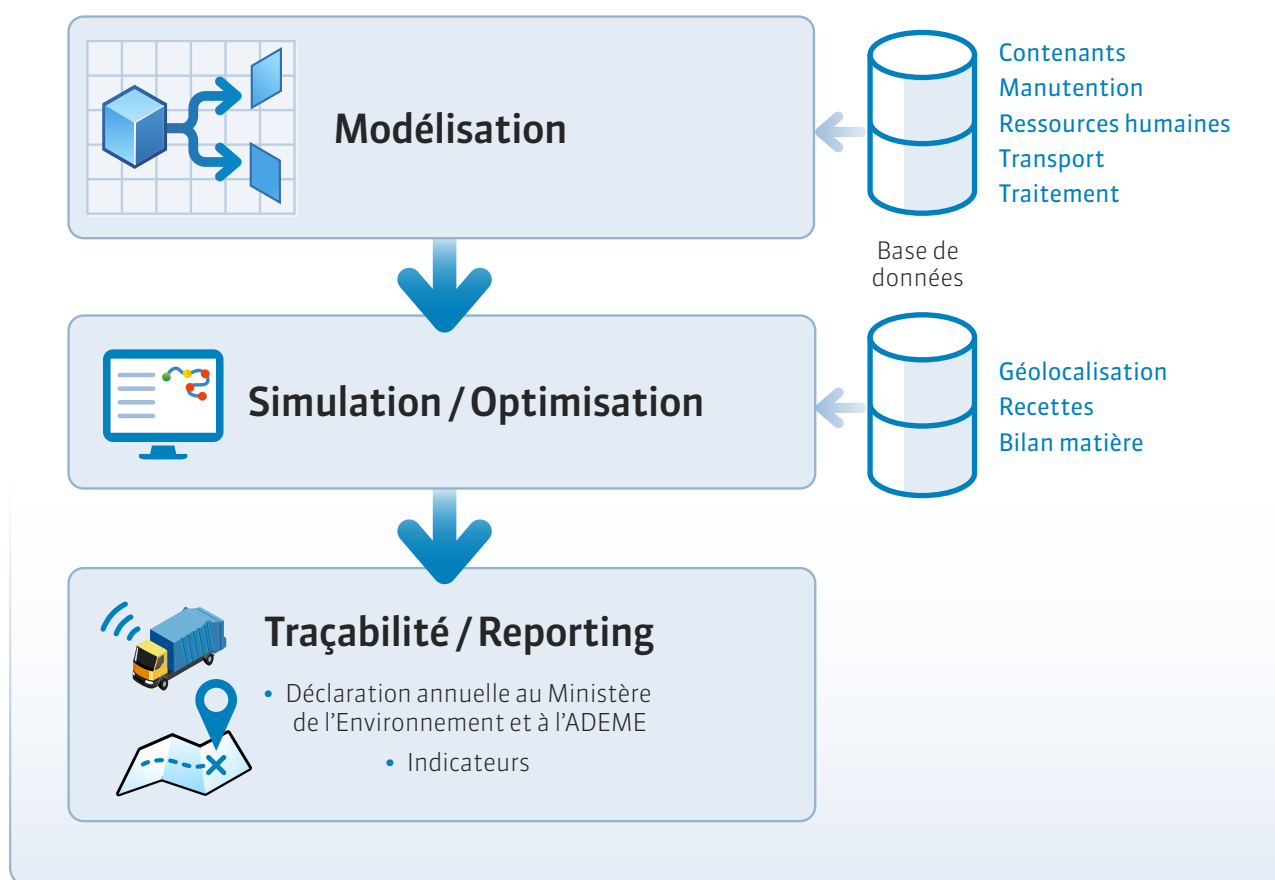 Modélisation
Contenants
Manutention
Ressources humaines
Transport
Traitement
Base de
données
Simulation / Optimisation
Géolocalisation
Recettes
Bilan matière
Traçabilité / Reporting
• Déclaration annuelle au Ministère
de l’Environnement et à l’ADEME
• Indicateurs